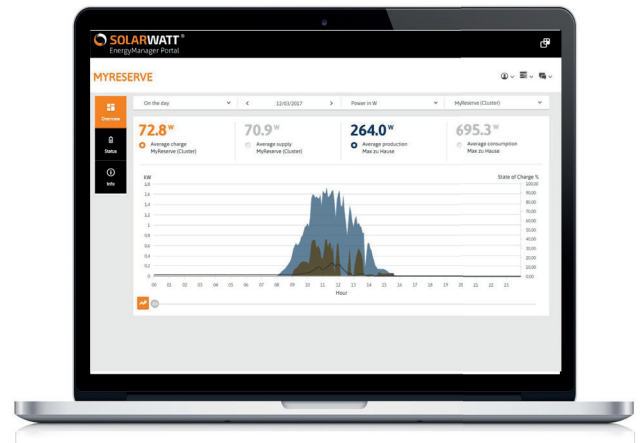 SOLARWATT®
EnergyManager Portal
MYRESERVE
On the day
12/03/2017
Power in W
MyReserve (Cluster)
Overview
Status
Info
72.8 W
Average charge
MyReserve (Cluster)
70.9 W
Average supply
MyReserve (Cluster)
264.0 W
Average production
Max zu Hause
695.3 W
Average consumption
Max zu Hause
kW
State of Charge %
1,8
1,6
1,4
1,2
1
0,8
0,6
0,4
0,2
0
100,00
90,00
80,00
70,00
60,00
50,00
40,00
30,00
20,00
10,00
0,00
00 01 02 03 04 05 06 07 08 09 10 11 12 13 14 15 16 17 18 19 20 21 22 23
Hour